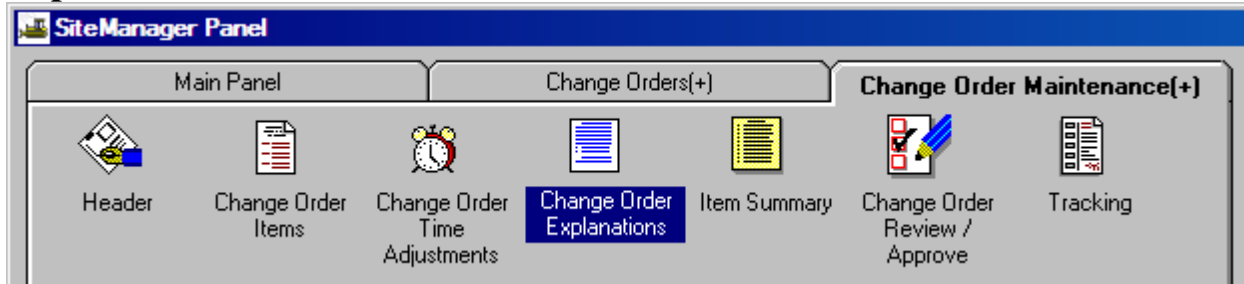 SiteManager Panel
Main Panel
Change Orders(+)
Change Order Maintenance(+)
Header
Change Order
Items
Change Order
Time
Adjustments
Change Order
Explanations
Item Summary
Change Order
Review /
Approve
Tracking